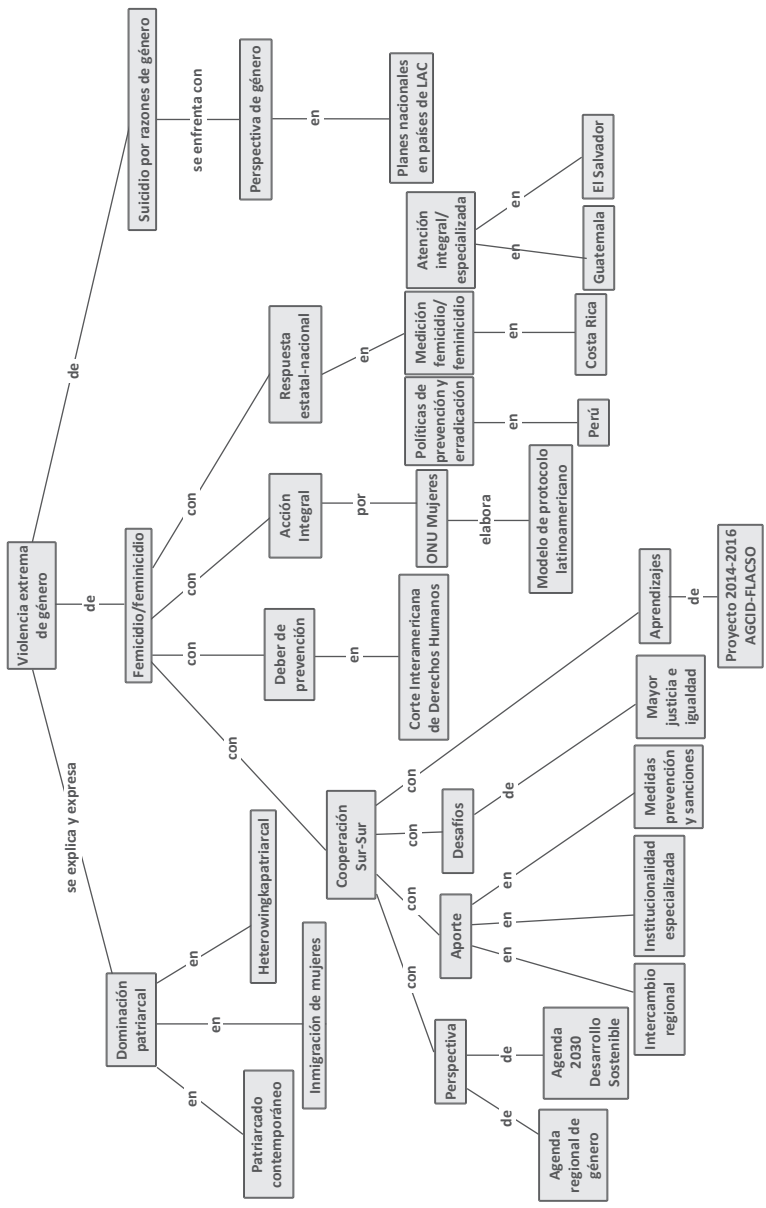 Violencia extrema
de género
se explica y expresa
de
de
Dominación
patriarcal
Femicidio/feminicidio
Suicidio por razones de género
en
en
en
con
con
con
con
se enfrenta con
Patriarcado
contemporáneo
Inmigración de mujeres
Heterowingkapatriarcal
Cooperación
Sur-Sur
Deber de
prevención
Acción
Integral
Respuesta
estatal-nacional
Perspectiva de género
con
con
con
con
en
por
en
en
Perspectiva
Aporte
Desafíos
Aprendizajes
Corte Interamericana
de Derechos Humanos
ONU Mujeres
Políticas de
prevención y
erradicación
Medición
femicidio/
feminicidio
Atención
integral/
especializada
Planes nacionales
en países de LAC
de
de
en
en
en
de
de
elabora
en
en
en
en
Agenda
regional de
género
Agenda
2030
Desarrollo
Sostenible
Intercambio
regional
Institucionalidad
especializada
Medidas
prevención
y sanciones
Mayor
justicia e
igualdad
Proyecto 2014-2016
AGCID-FLACSO
Modelo de protocolo
latinoamericano
Perú
Costa Rica
Guatemala
El Salvador